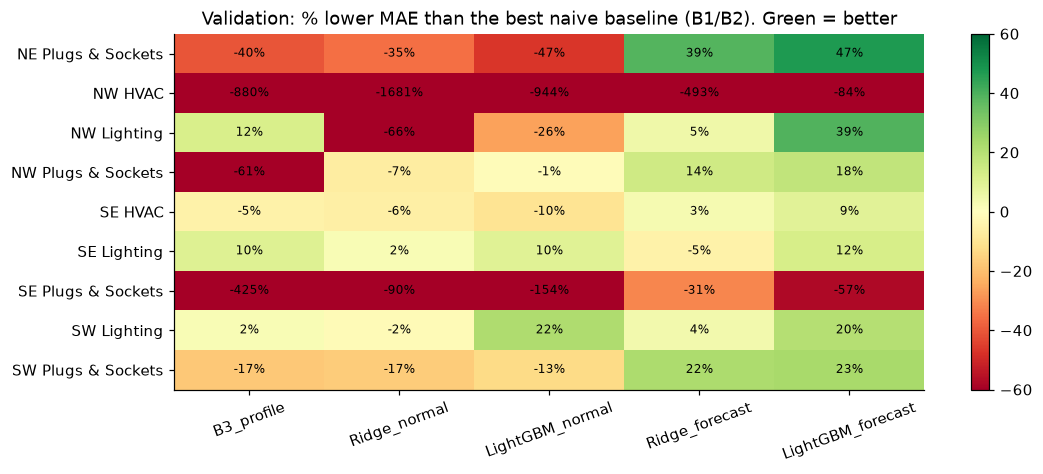 Validation: % lower MAE than the best naive baseline (B1/B2). Green = better
NE Plugs & Sockets -40% -35% -47% 39% 47%
NW HVAC -880% -1681% -944% -493% -84%
NW Lighting 12% -66% -26% 5% 39%
NW Plugs & Sockets -61% -7% -1% 14% 18%
SE HVAC -5% -6% -10% 3% 9%
SE Lighting 10% 2% 10% -5% 12%
SE Plugs & Sockets -425% -90% -154% -31% -57%
SW Lighting 2% -2% 22% 4% 20%
SW Plugs & Sockets -17% -17% -13% 22% 23%
B3_profile Ridge_normal LightGBM_normal Ridge_forecast LightGBM_forecast
60
40
20
0
−20
−40
−60